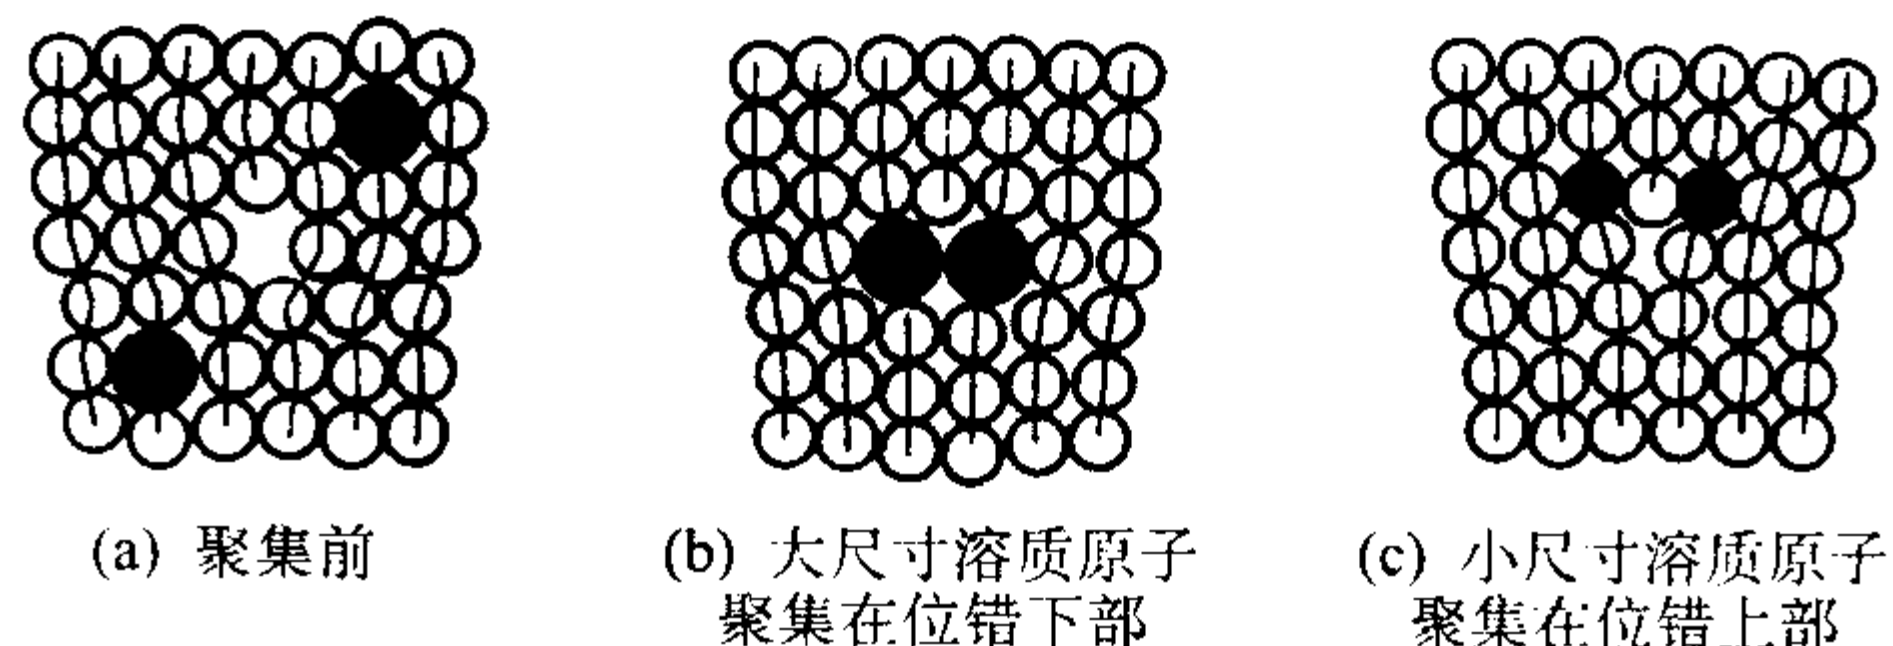 (a) 聚集前
(b) 大尺寸溶质原子
聚集在位错下部
(c) 小尺寸溶质原子
聚集在位错上部